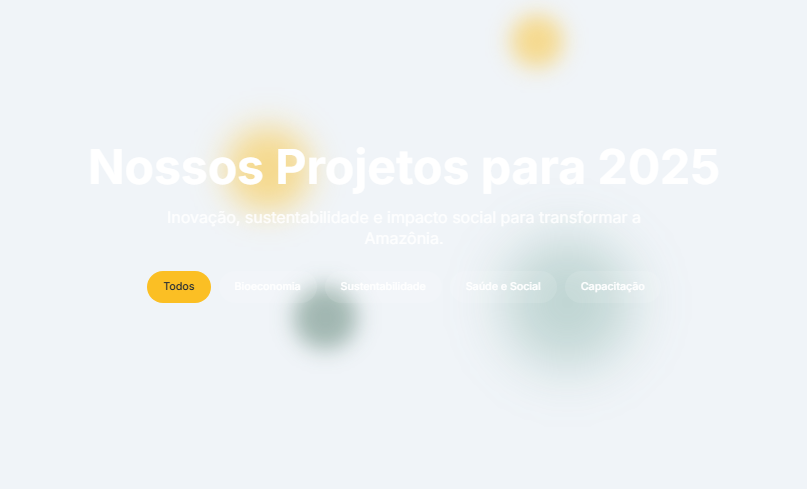 Nossos Projetos para 2025
Inovação, sustentabilidade e impacto social para transformar a
Amazônia.
Todos Bioeconomia Sustentabilidade Saúde e Social Capacitação